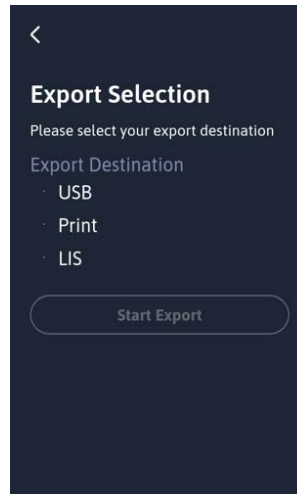 Export Selection
Please select your export destination
Export Destination
USB
Print
LIS
Start Export